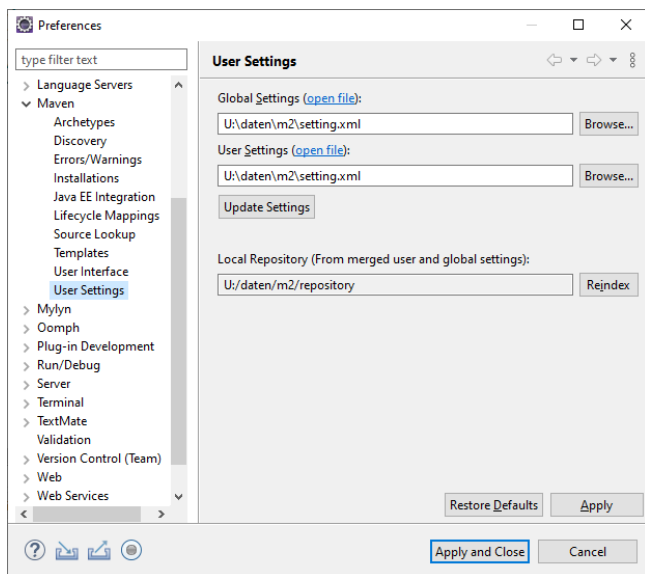 Preferences
type filter text
Language Servers
Maven
Archetypes
Discovery
Errors/Warnings
Installations
Java EE Integration
Lifecycle Mappings
Source Lookup
Templates
User Interface
User Settings
Mylyn
Oomph
Plug-in Development
Run/Debug
Server
Terminal
TextMate
Validation
Version Control (Team)
Web
Web Services
User Settings
Global Settings (open file):
U:\daten\m2\setting.xml Browse...
User Settings (open file):
U:\daten\m2\setting.xml Browse...
Update Settings
Local Repository (From merged user and global settings):
U:/daten/m2/repository Reindex
Restore Defaults Apply
? Apply and Close Cancel